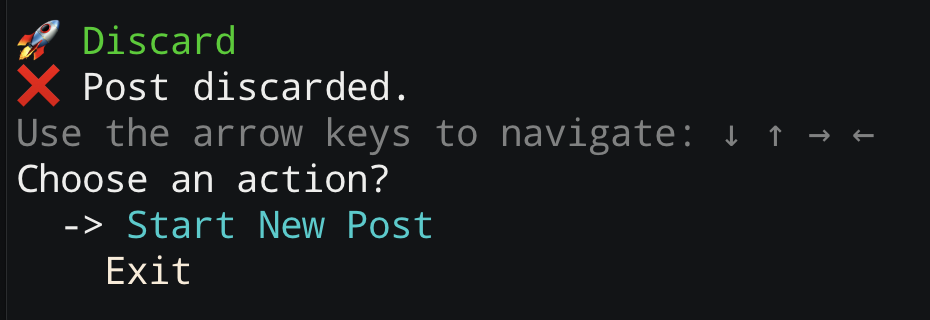 🚀 Discard
❌ Post discarded.
Use the arrow keys to navigate: ↓ ↑ → ←
Choose an action?
  -> Start New Post
    Exit